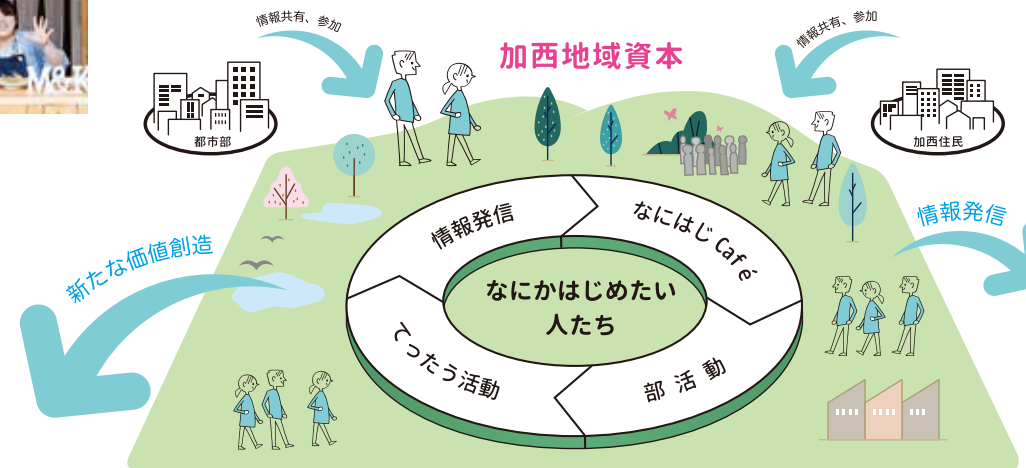 M&K
情報共有、参加
加西地域資本
情報共有、参加
都市部
加西住民
情報発信
なにはじCafé
情報発信
新たな価値創造
なにかはじめたい
人たち
てったう活動
部活動